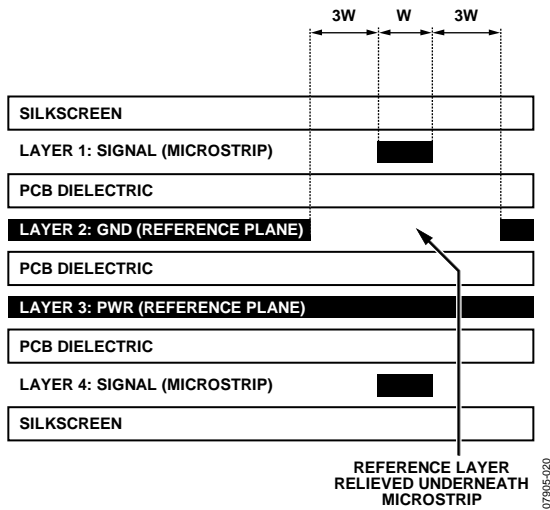 3W W 3W
SILKSCREEN
LAYER 1: SIGNAL (MICROSTRIP)
PCB DIELECTRIC
LAYER 2: GND (REFERENCE PLANE)
PCB DIELECTRIC
LAYER 3: PWR (REFERENCE PLANE)
PCB DIELECTRIC
LAYER 4: SIGNAL (MICROSTRIP)
SILKSCREEN
REFERENCE LAYER
RELIEVED UNDERNEATH
MICROSTRIP
07905-020